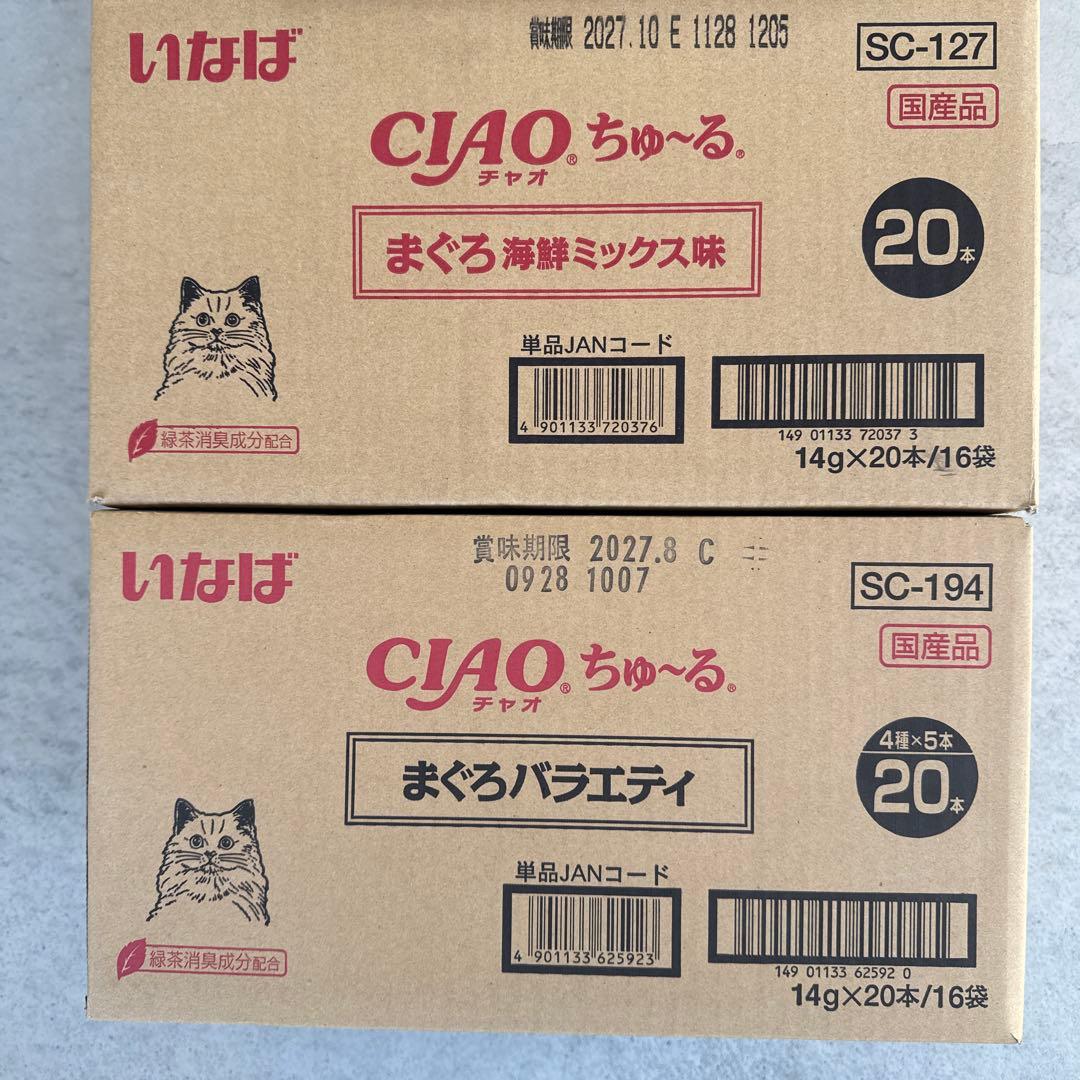 いなば
賞味期限 2027.10 E 1128 1205
SC-127
国産品
CIAO® ちゅ〜る®
チャオ
まぐろ 海鮮ミックス味
20本
緑茶消臭成分配合
単品JANコード
4 901133 720376
149 01133 72037 3
14g×20本/16袋
いなば
賞味期限 2027.8 C
0928 1007
SC-194
国産品
CIAO® ちゅ〜る®
チャオ
まぐろバラエティ
4種×5本
20本
緑茶消臭成分配合
単品JANコード
4 901133 625923
149 01133 62592 0
14g×20本/16袋